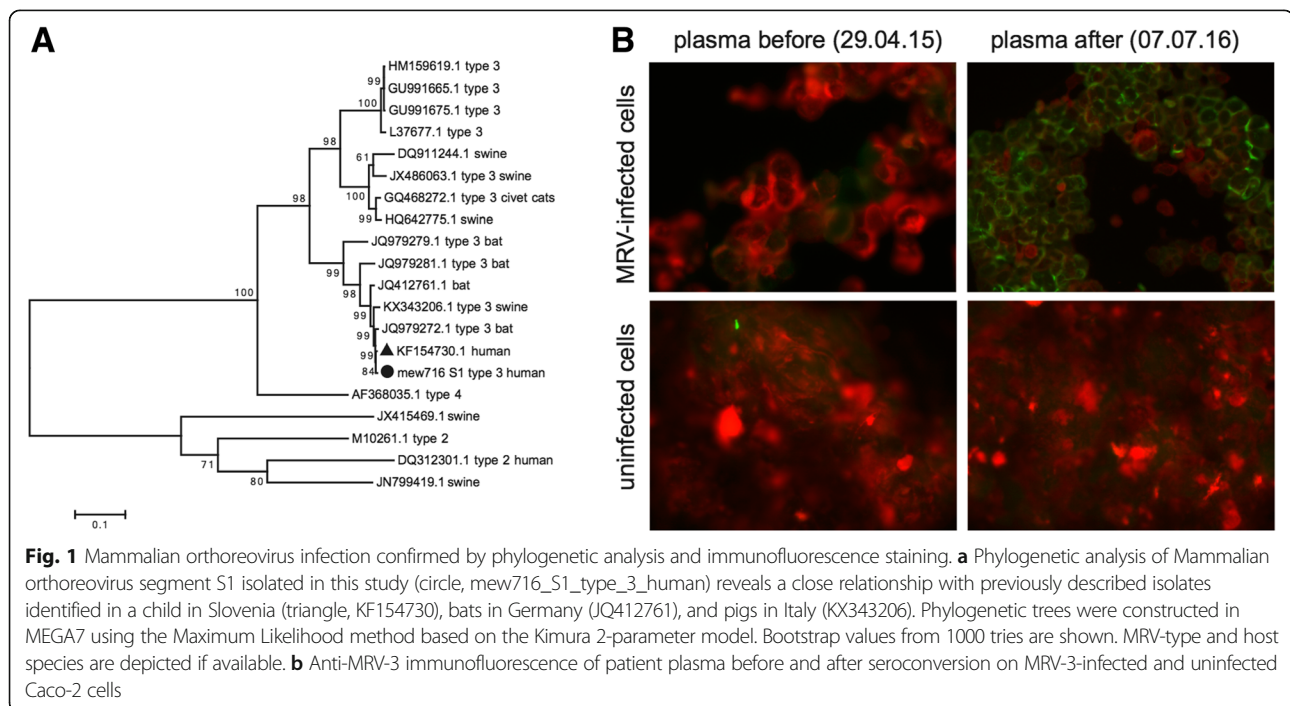 A
HM159619.1 type 3
99
GU991665.1 type 3
100
GU991675.1 type 3
L37677.1 type 3
98
DQ911244.1 swine
61
JX486063.1 type 3 swine
100
GQ468272.1 type 3 civet cats
99
HQ642775.1 swine
98
JQ979279.1 type 3 bat
99
JQ979281.1 type 3 bat
98
JQ412761.1 bat
99
KX343206.1 type 3 swine
99
JQ979272.1 type 3 bat
99
KF154730.1 human
84
mew716 S1 type 3 human
100
AF368035.1 type 4
JX415469.1 swine
M10261.1 type 2
71
DQ312301.1 type 2 human
80
JN799419.1 swine
0.1
B
plasma before (29.04.15)
plasma after (07.07.16)
MRV-infected cells
uninfected cells
Fig. 1 Mammalian orthoreovirus infection confirmed by phylogenetic analysis and immunofluorescence staining. a Phylogenetic analysis of Mammalian
orthoreovirus segment S1 isolated in this study (circle, mew716_S1_type_3_human) reveals a close relationship with previously described isolates
identified in a child in Slovenia (triangle, KF154730), bats in Germany (JQ412761), and pigs in Italy (KX343206). Phylogenetic trees were constructed in
MEGA7 using the Maximum Likelihood method based on the Kimura 2-parameter model. Bootstrap values from 1000 tries are shown. MRV-type and host
species are depicted if available. b Anti-MRV-3 immunofluorescence of patient plasma before and after seroconversion on MRV-3-infected and uninfected
Caco-2 cells